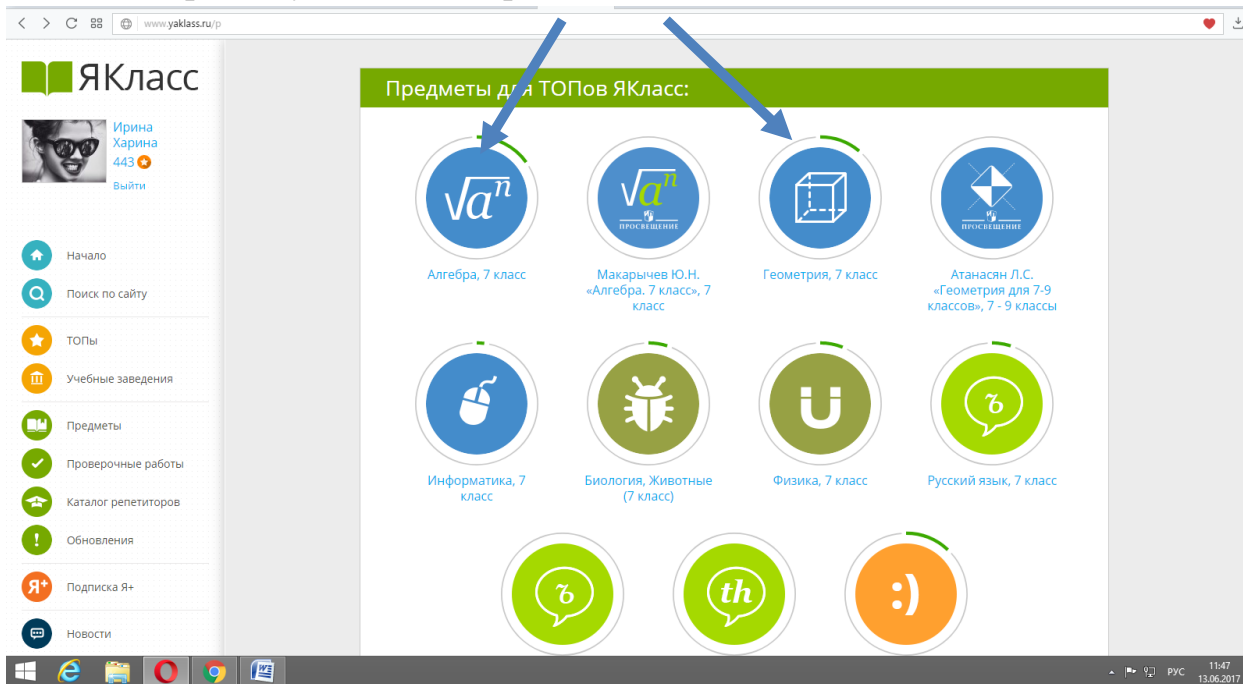 www.yaklass.ru/p
ЯКласс
Ирина
Харина
443
Выйти
Начало
Поиск по сайту
ТОПы
Учебные заведения
Предметы
Проверочные работы
Каталог репетиторов
Обновления
Я+
Подписка Я+
Новости
Предметы для ТОПов ЯКласс:
√aⁿ
√aⁿ
ПРОСВЕЩЕНИЕ
ПРОСВЕЩЕНИЕ
Алгебра, 7 класс
Макарычев Ю.Н.
«Алгебра. 7 класс», 7
класс
Геометрия, 7 класс
Атанасян Л.С.
«Геометрия для 7-9
классов», 7 - 9 классы
ъ
Информатика, 7
класс
Биология, Животные
(7 класс)
Физика, 7 класс
Русский язык, 7 класс
ъ
th
:)
РУС
11:47
13.06.2017